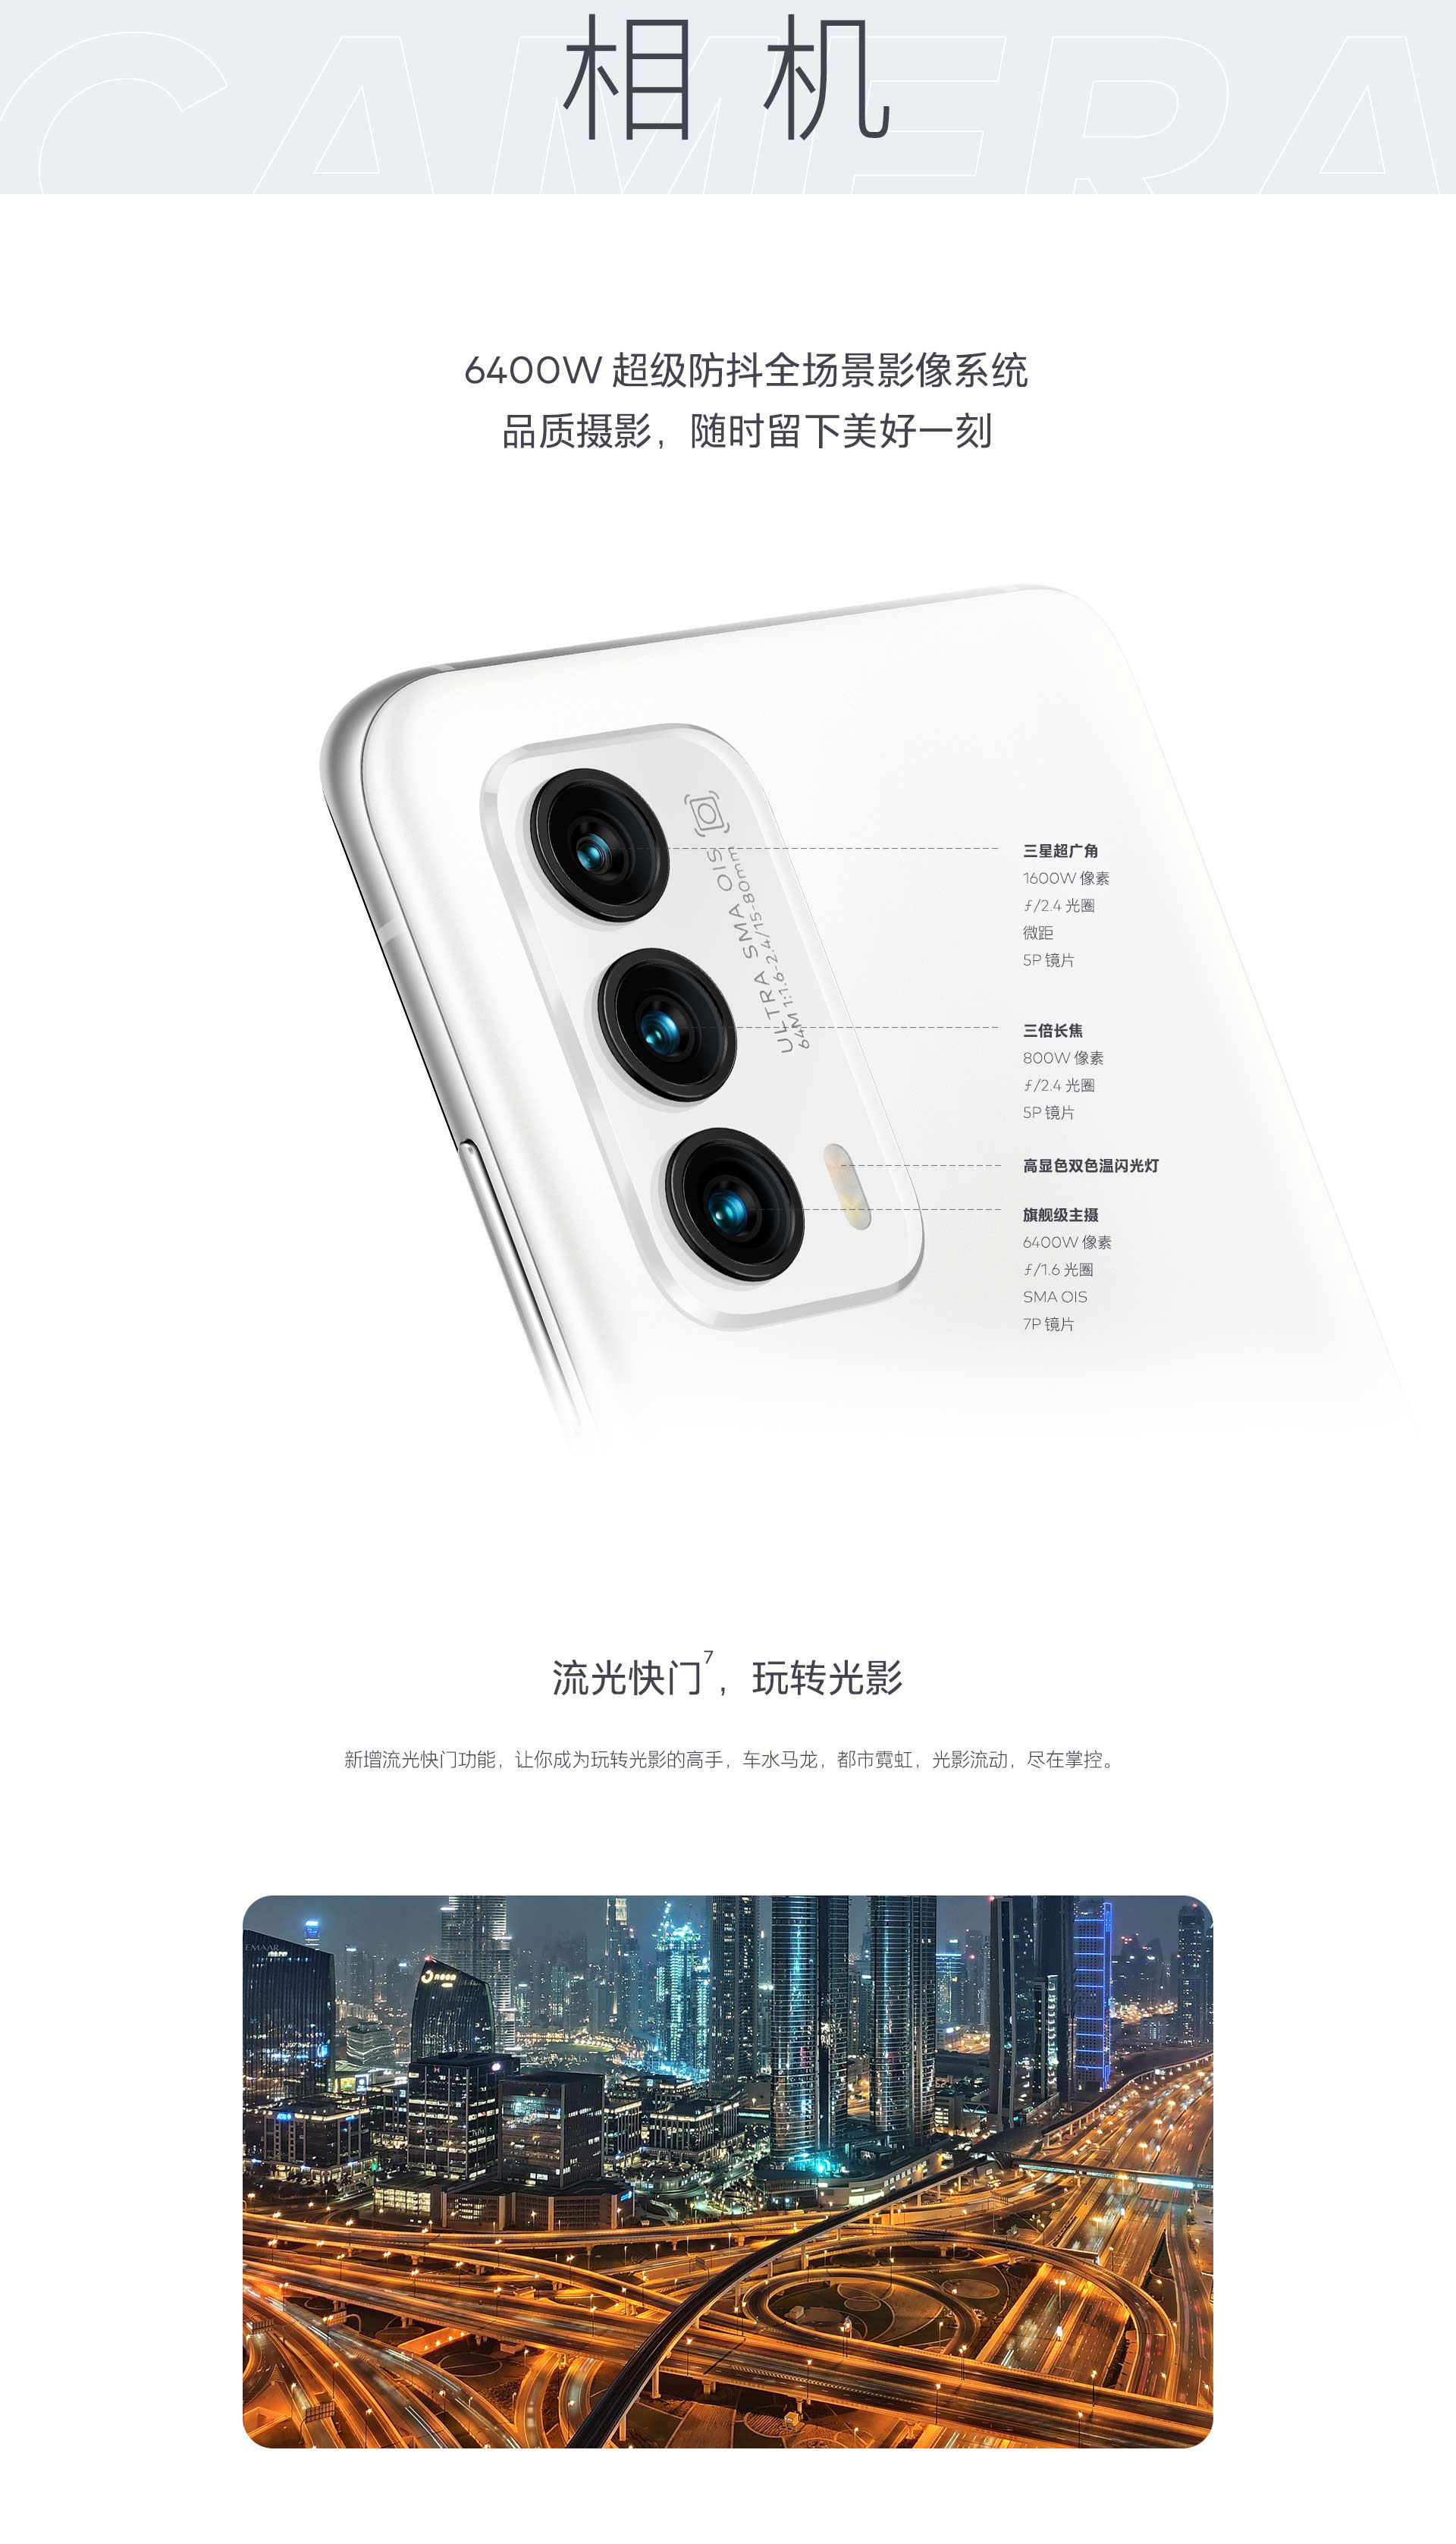 CAMERA
相机
6400W 超级防抖全场景影像系统
品质摄影，随时留下美好一刻
ULTRA SMA OIS
64M 1:1.6-2.4/15-80mm
三星超广角
1600W 像素
ƒ/2.4 光圈
微距
5P 镜片
三倍长焦
800W 像素
ƒ/2.4 光圈
5P 镜片
高显色双色温闪光灯
旗舰级主摄
6400W 像素
ƒ/1.6 光圈
SMA OIS
7P 镜片
流光快门7，玩转光影
新增流光快门功能，让你成为玩转光影的高手，车水马龙，都市霓虹，光影流动，尽在掌控。
EMAAR
noon